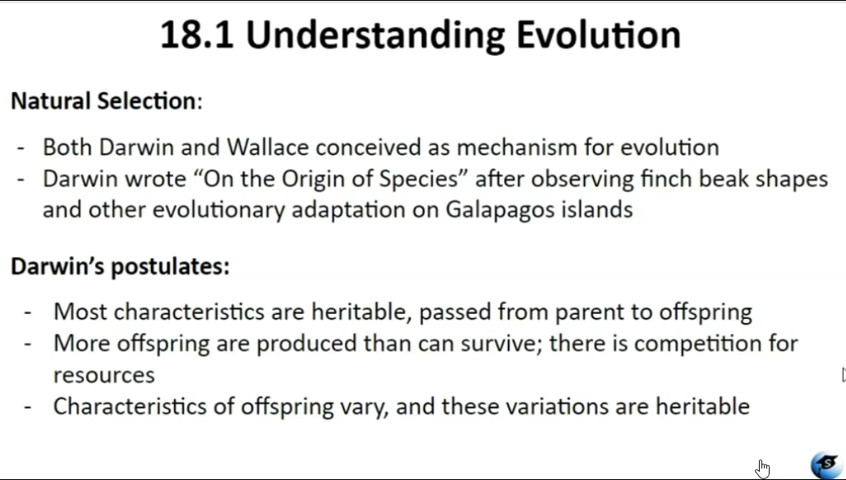 18.1 Understanding Evolution
Natural Selection:
- Both Darwin and Wallace conceived as mechanism for evolution
- Darwin wrote “On the Origin of Species” after observing finch beak shapes
and other evolutionary adaptation on Galapagos islands
Darwin’s postulates:
- Most characteristics are heritable, passed from parent to offspring
- More offspring are produced than can survive; there is competition for
resources
- Characteristics of offspring vary, and these variations are heritable
S